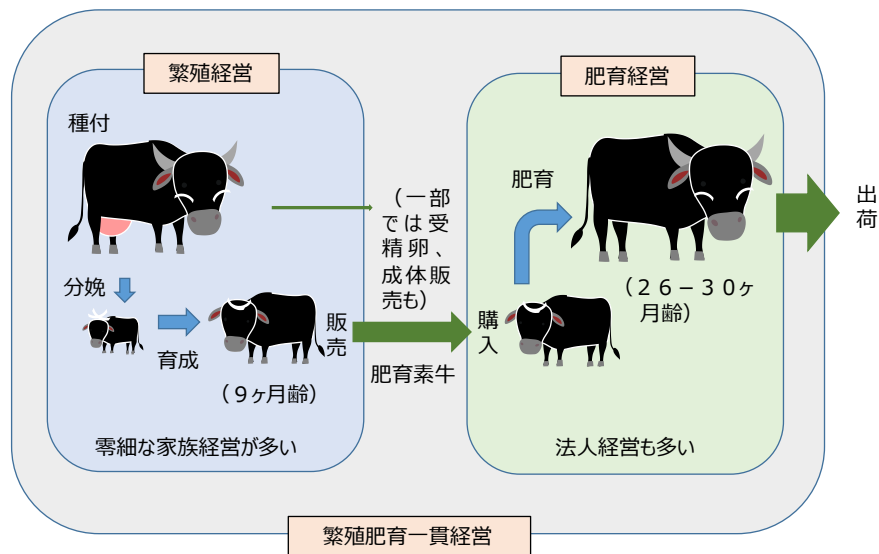 繁殖経営
種付
分娩
育成
(9ヶ月齢)
販
売
零細な家族経営が多い
(一部
では受
精卵、
成体販
売も)
肥育素牛
肥育経営
肥育
購
入
(26-30ヶ
月齢)
法人経営も多い
出
荷
繁殖肥育一貫経営